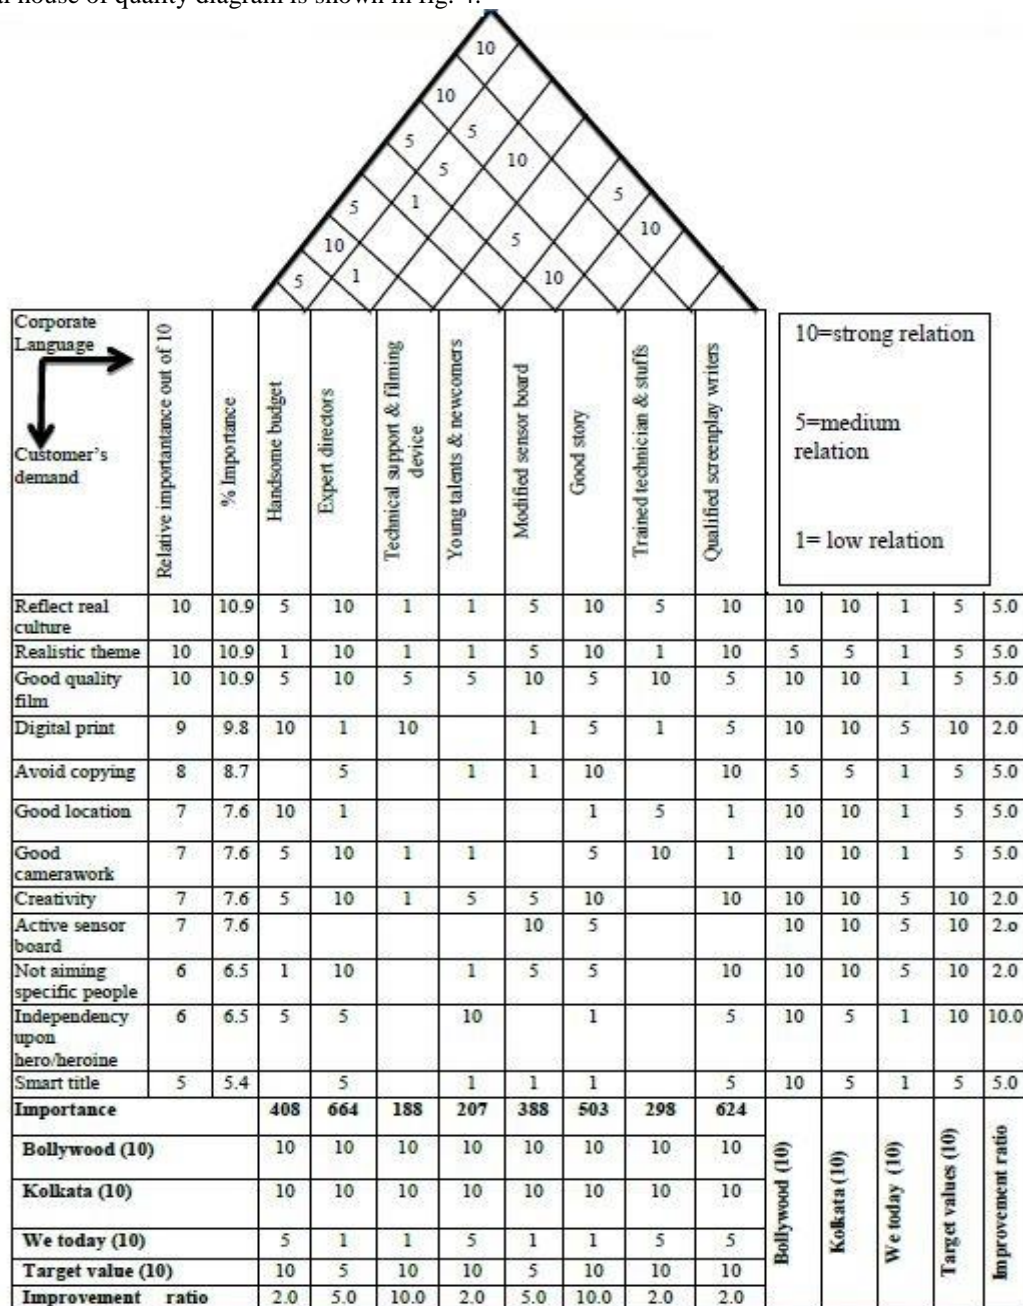 al house of quality diagram is shown in fig. 4.
10
10
5 5
5 10
5 1 5
10 10
5
5 1 10
Corporate
Language
Customer's
demand
Relative importantance out of 10
% Importance
Handsome budget
Expert directors
Technical support & filming
device
Young talents & newcomers
Modified sensor board
Good story
Trained technician & stuffs
Qualified screenplay writers
10=strong relation
5=medium
relation
1= low relation
Reflect real
culture
10 10.9 5 10 1 1 5 10 5 10 10 10 1 5 5.0
Realistic theme 10 10.9 1 10 1 1 5 10 1 10 5 5 1 5 5.0
Good quality
film
10 10.9 5 10 5 5 10 5 10 5 10 10 1 5 5.0
Digital print 9 9.8 10 1 10 1 5 1 5 10 10 5 10 2.0
Avoid copying 8 8.7 5 1 1 10 10 5 5 1 5 5.0
Good location 7 7.6 10 1 1 5 1 10 10 1 5 5.0
Good
camerawork
7 7.6 5 10 1 1 5 10 1 10 10 1 5 5.0
Creativity 7 7.6 5 10 1 5 5 10 10 10 10 5 10 2.0
Active sensor
board
7 7.6 10 5 10 10 5 10 2.o
Not aiming
specific people
6 6.5 1 10 1 5 5 10 10 10 5 10 2.0
Independency
upon
hero/heroine
6 6.5 5 5 10 1 5 10 5 1 10 10.0
Smart title 5 5.4 5 1 1 1 5 10 5 1 5 5.0
Importance 408 664 188 207 388 503 298 624
Bollywood (10) 10 10 10 10 10 10 10 10
Kolkata (10) 10 10 10 10 10 10 10 10
We today (10) 5 1 1 5 1 1 5 5
Target value (10) 10 5 10 10 5 10 10 10
Improvement ratio 2.0 5.0 10.0 2.0 5.0 10.0 2.0 2.0
Bollywood (10)
Kolkata (10)
We today (10)
Target values (10)
Improvement ratio